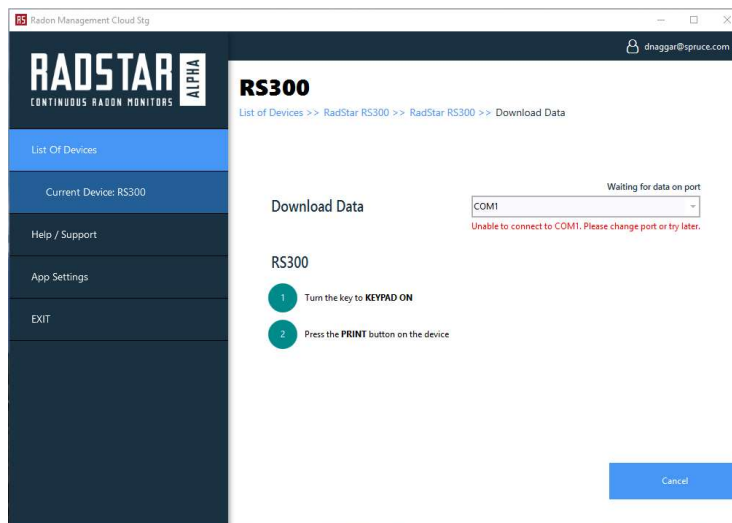 RS Radon Management Cloud Stg
dnaggar@spruce.com
RADSTAR ALPHA
CONTINUOUS RADON MONITORS
RS300
List of Devices >> RadStar RS300 >> RadStar RS300 >> Download Data
List Of Devices
Current Device: RS300
Help / Support
App Settings
EXIT
Waiting for data on port
Download Data
COM1
Unable to connect to COM1. Please change port or try later.
RS300
1 Turn the key to KEYPAD ON
2 Press the PRINT button on the device
Cancel